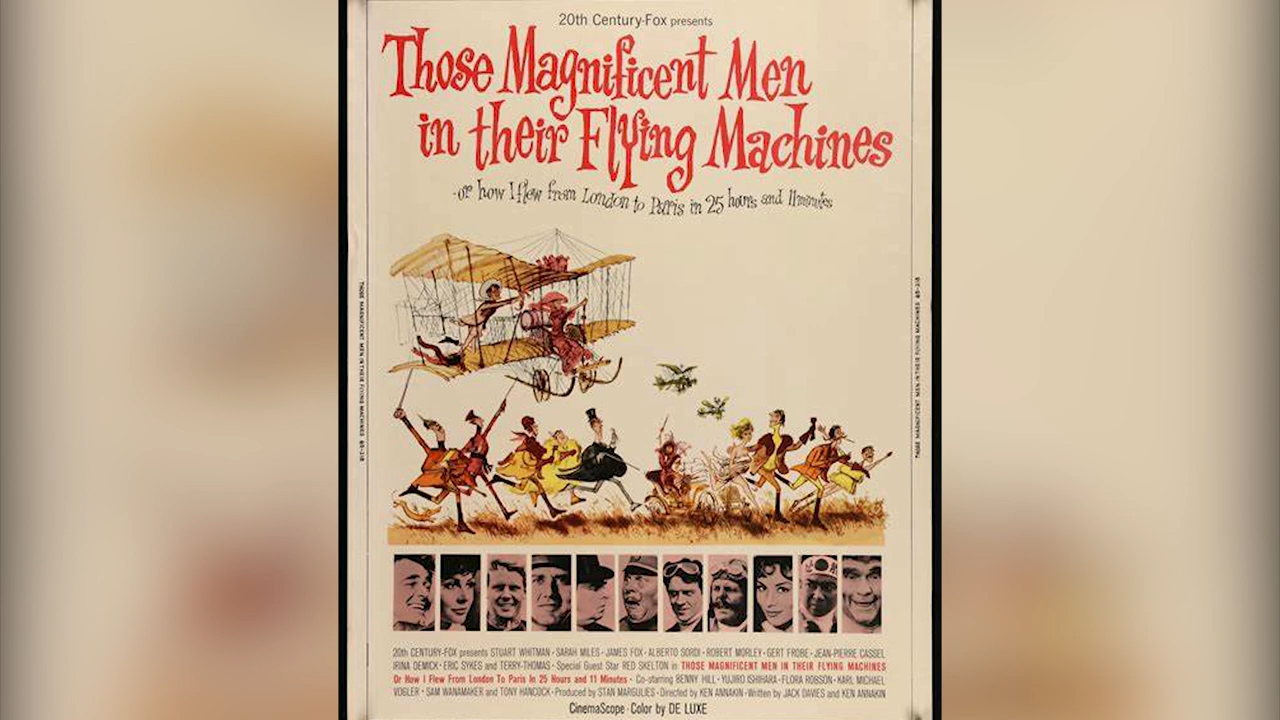 20th Century-Fox presents
Those Magnificent Men
in their Flying Machines
-or how I flew from London to Paris in 25 hours and 11 minutes
THOSE MAGNIFICENT MEN IN THEIR FLYING MACHINES 65-318
THOSE MAGNIFICENT MEN IN THEIR FLYING MACHINES 65-318
20th CENTURY-FOX presents STUART WHITMAN · SARAH MILES · JAMES FOX · ALBERTO SORDI · ROBERT MORLEY · GERT FROBE · JEAN-PIERRE CASSEL
IRINA DEMICK · ERIC SYKES and TERRY-THOMAS · Special Guest Star RED SKELTON in THOSE MAGNIFICENT MEN IN THEIR FLYING MACHINES
Or How I Flew From London To Paris In 25 Hours and 11 Minutes · Co-starring BENNY HILL · YUJIRO ISHIHARA · FLORA ROBSON · KARL MICHAEL
VOGLER · SAM WANAMAKER and TONY HANCOCK · Produced by STAN MARGULIES · Directed by KEN ANNAKIN · Written by JACK DAVIES and KEN ANNAKIN
CinemaScope · Color by DE LUXE